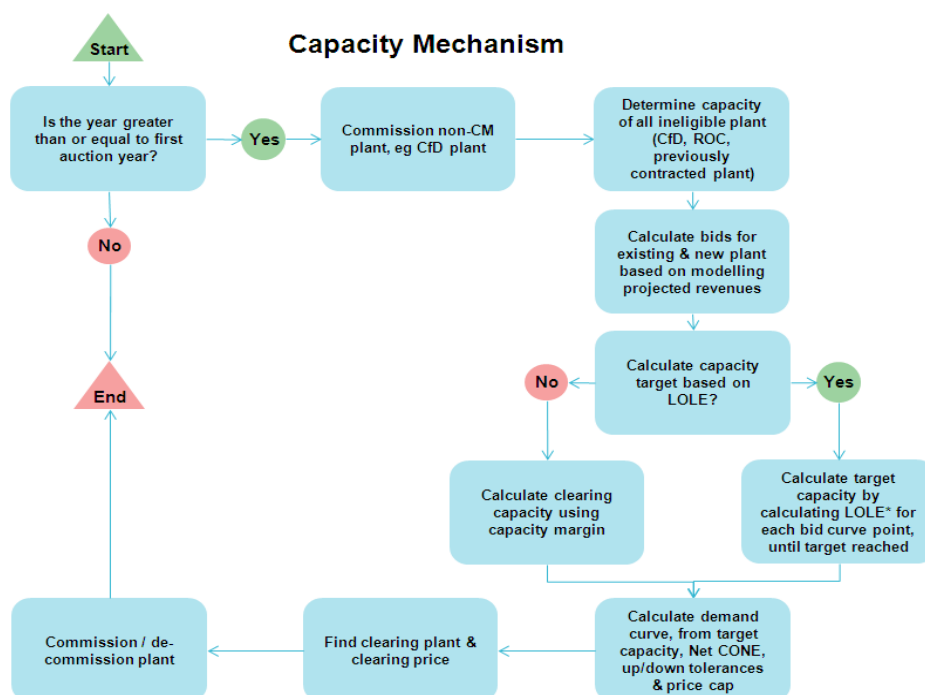 Capacity Mechanism
Start
Is the year greater
than or equal to first
auction year?
Yes
Commission non-CM
plant, eg CfD plant
Determine capacity
of all ineligible plant
(CfD, ROC,
previously
contracted plant)
No
Calculate bids for
existing & new plant
based on modelling
projected revenues
Calculate capacity
target based on
LOLE?
No
Yes
End
Calculate clearing
capacity using
capacity margin
Calculate target
capacity by
calculating LOLE* for
each bid curve point,
until target reached
Calculate demand
curve, from target
capacity, Net CONE,
up/down tolerances
& price cap
Find clearing plant &
clearing price
Commission / de-
commission plant